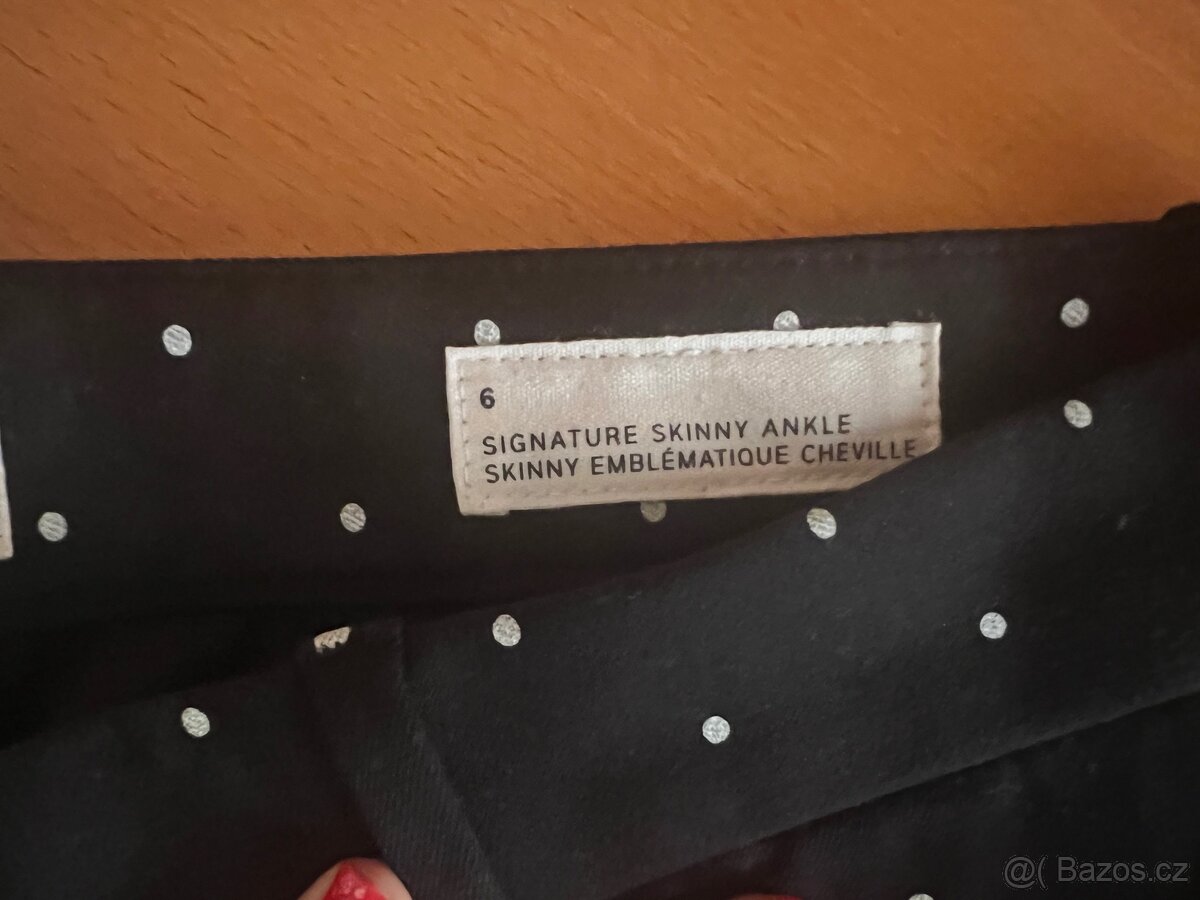 6
SIGNATURE SKINNY ANKLE
SKINNY EMBLÉMATIQUE CHEVILLE
@( Bazos.cz